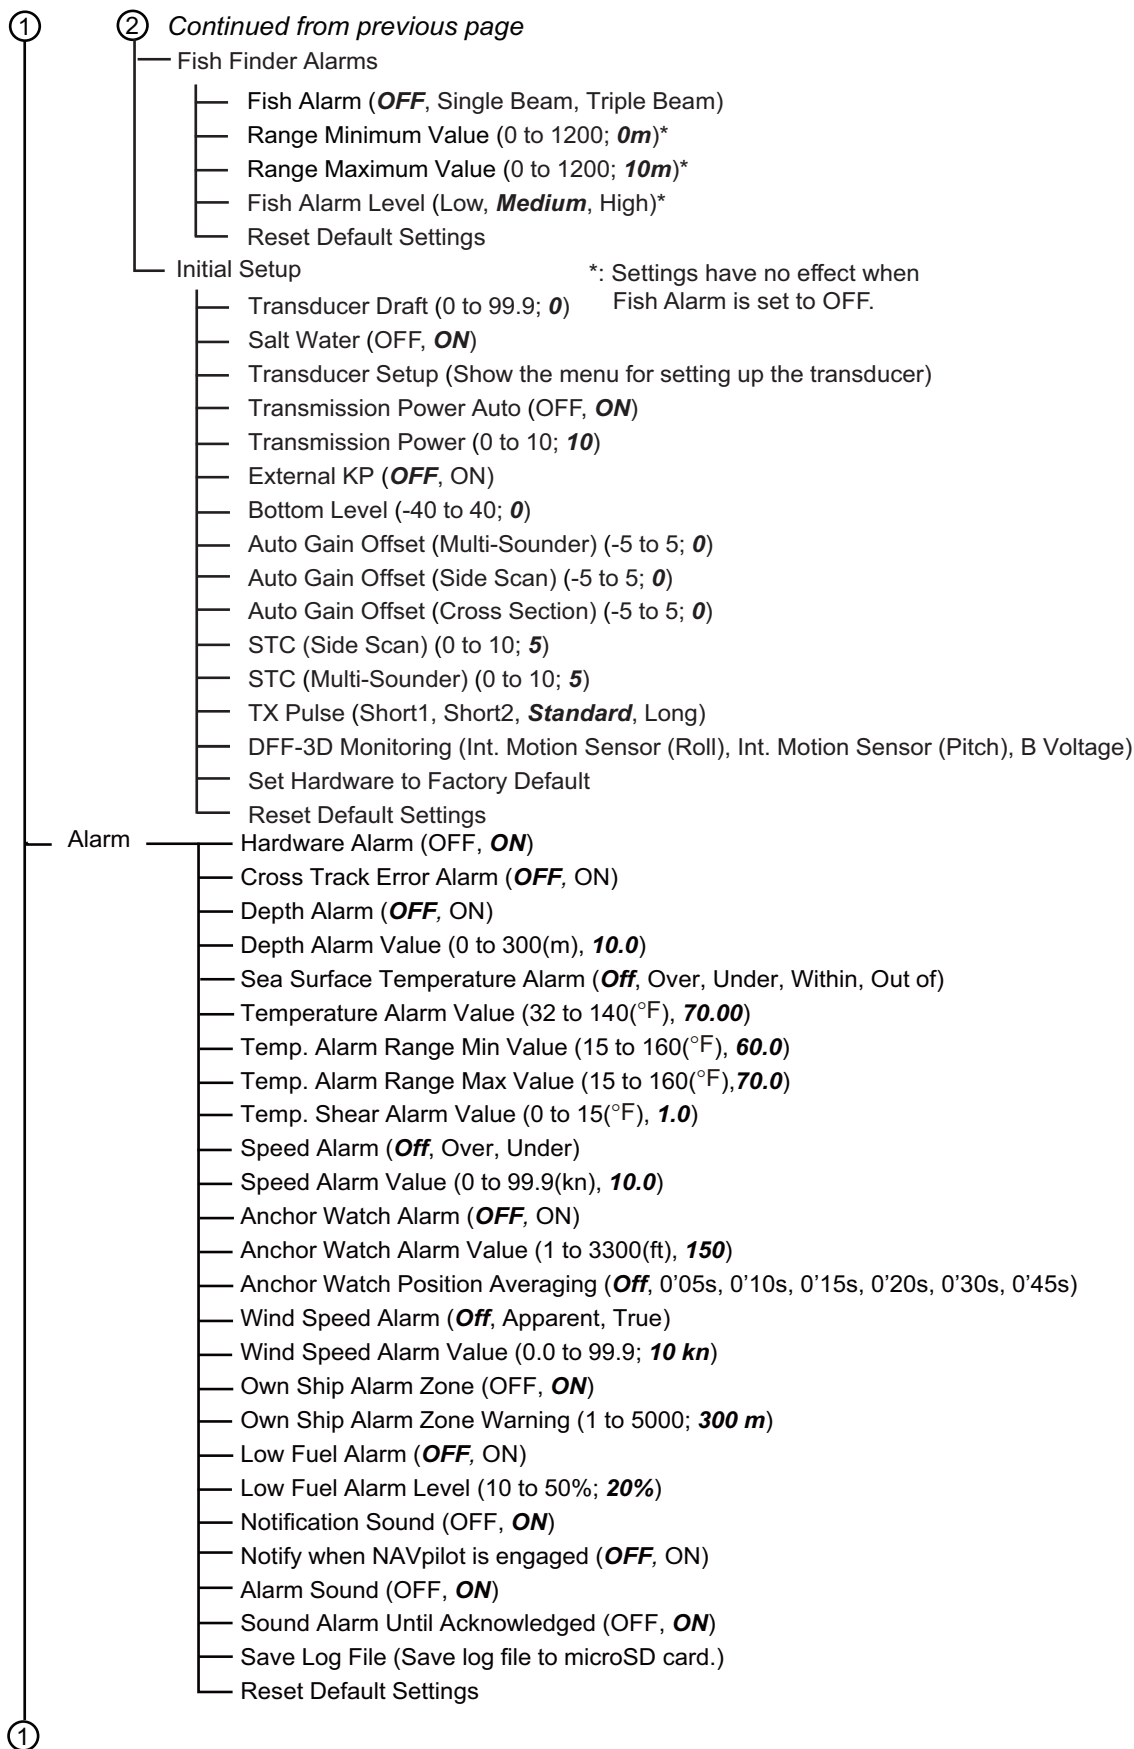 1 2 Continued from previous page
Fish Finder Alarms
Fish Alarm (OFF, Single Beam, Triple Beam)
Range Minimum Value (0 to 1200; 0m)*
Range Maximum Value (0 to 1200; 10m)*
Fish Alarm Level (Low, Medium, High)*
Reset Default Settings
Initial Setup
*: Settings have no effect when
Fish Alarm is set to OFF.
Transducer Draft (0 to 99.9; 0)
Salt Water (OFF, ON)
Transducer Setup (Show the menu for setting up the transducer)
Transmission Power Auto (OFF, ON)
Transmission Power (0 to 10; 10)
External KP (OFF, ON)
Bottom Level (-40 to 40; 0)
Auto Gain Offset (Multi-Sounder) (-5 to 5; 0)
Auto Gain Offset (Side Scan) (-5 to 5; 0)
Auto Gain Offset (Cross Section) (-5 to 5; 0)
STC (Side Scan) (0 to 10; 5)
STC (Multi-Sounder) (0 to 10; 5)
TX Pulse (Short1, Short2, Standard, Long)
DFF-3D Monitoring (Int. Motion Sensor (Roll), Int. Motion Sensor (Pitch), B Voltage)
Set Hardware to Factory Default
Reset Default Settings
Alarm
Hardware Alarm (OFF, ON)
Cross Track Error Alarm (OFF, ON)
Depth Alarm (OFF, ON)
Depth Alarm Value (0 to 300(m), 10.0)
Sea Surface Temperature Alarm (Off, Over, Under, Within, Out of)
Temperature Alarm Value (32 to 140(°F), 70.00)
Temp. Alarm Range Min Value (15 to 160(°F), 60.0)
Temp. Alarm Range Max Value (15 to 160(°F),70.0)
Temp. Shear Alarm Value (0 to 15(°F), 1.0)
Speed Alarm (Off, Over, Under)
Speed Alarm Value (0 to 99.9(kn), 10.0)
Anchor Watch Alarm (OFF, ON)
Anchor Watch Alarm Value (1 to 3300(ft), 150)
Anchor Watch Position Averaging (Off, 0’05s, 0’10s, 0’15s, 0’20s, 0’30s, 0’45s)
Wind Speed Alarm (Off, Apparent, True)
Wind Speed Alarm Value (0.0 to 99.9; 10 kn)
Own Ship Alarm Zone (OFF, ON)
Own Ship Alarm Zone Warning (1 to 5000; 300 m)
Low Fuel Alarm (OFF, ON)
Low Fuel Alarm Level (10 to 50%; 20%)
Notification Sound (OFF, ON)
Notify when NAVpilot is engaged (OFF, ON)
Alarm Sound (OFF, ON)
Sound Alarm Until Acknowledged (OFF, ON)
Save Log File (Save log file to microSD card.)
Reset Default Settings
1